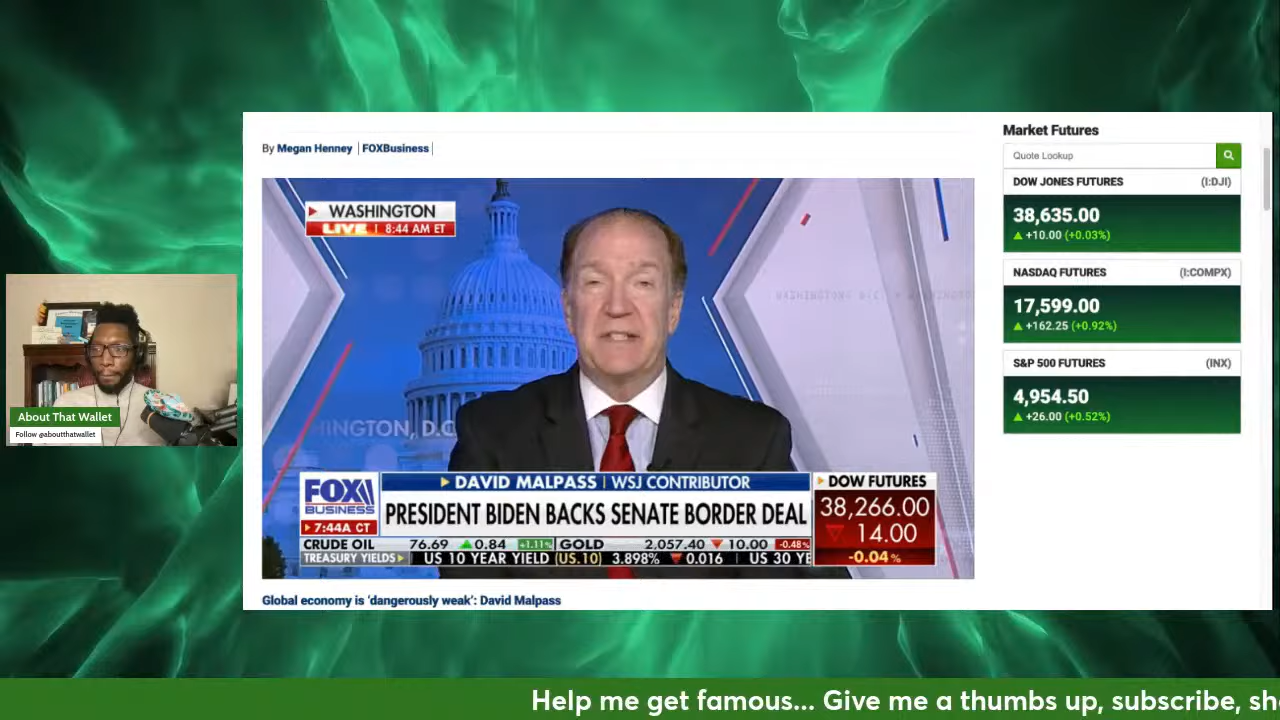 By Megan Henney | FOXBusiness |
WASHINGTON
LIVE | 8:44 AM ET
HINGTON, D.C
DAVID MALPASS | WSJ CONTRIBUTOR
PRESIDENT BIDEN BACKS SENATE BORDER DEAL
FOX
BUSINESS
7:44A CT
DOW FUTURES
38,266.00
14.00
-0.04%
CRUDE OIL 76.69 0.84 +1.11% GOLD 2,057.40 10.00 -0.48%
TREASURY YIELDS US 10 YEAR YIELD (US.10) 3.898% 0.016 US 30 YE
Global economy is ‘dangerously weak’: David Malpass
Market Futures
Quote Lookup
DOW JONES FUTURES (I:DJI)
38,635.00
+10.00 (+0.03%)
NASDAQ FUTURES (I:COMPX)
17,599.00
+162.25 (+0.92%)
S&P 500 FUTURES (INX)
4,954.50
+26.00 (+0.52%)
About That Wallet
Follow @aboutthatwallet
Help me get famous... Give me a thumbs up, subscribe, sh